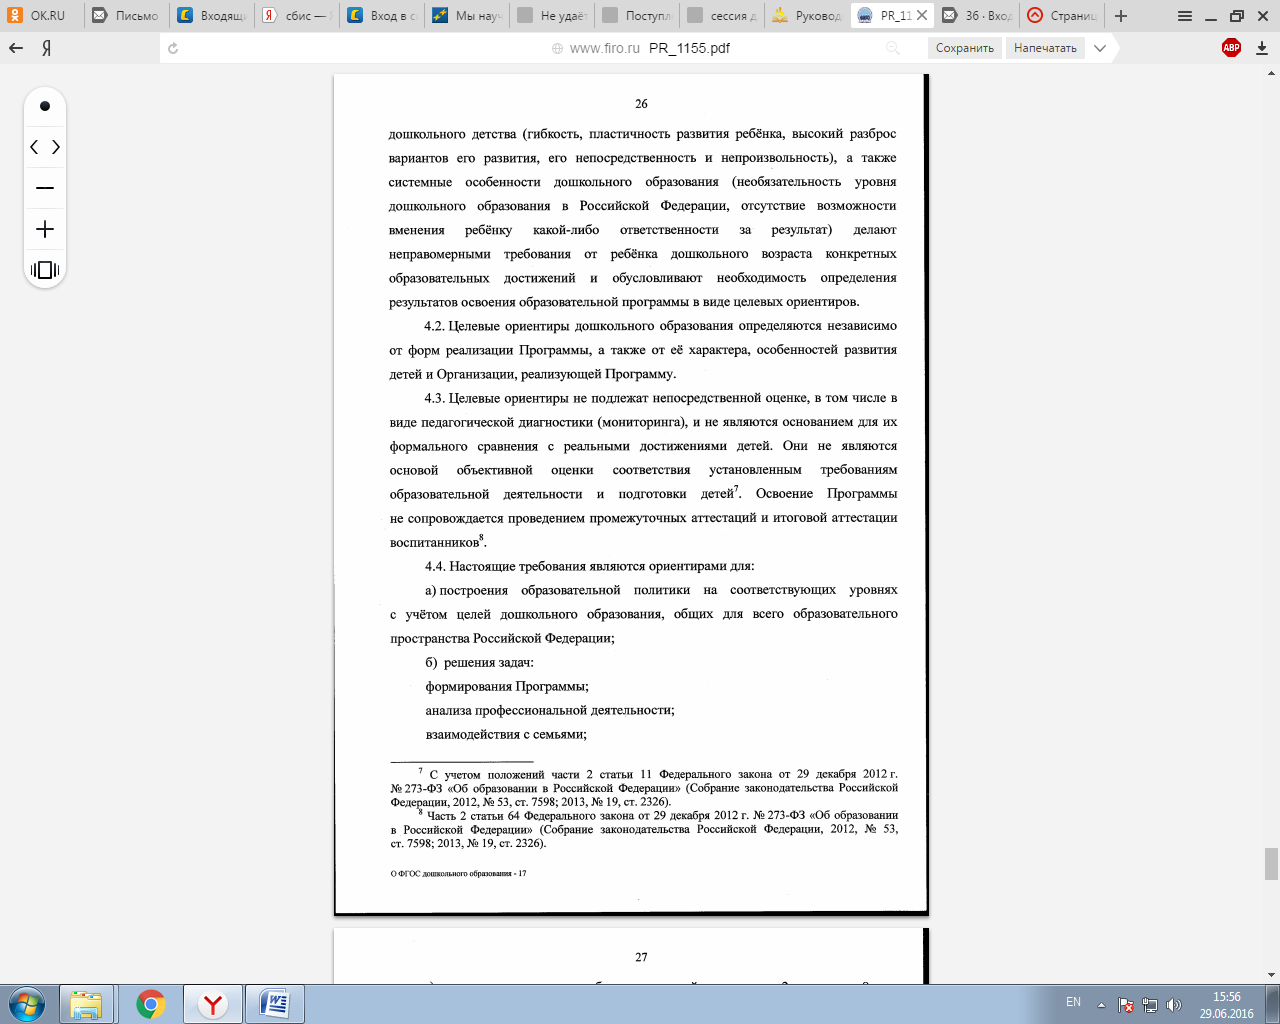 OK.RU Письмо Входящ сбис — Вход в с Мы науч Не удаё Поступл сессия д Руковод PR_11 36 · Вход Страниц
Я www.firo.ru PR_1155.pdf Сохранить Напечатать ABP
26
дошкольного детства (гибкость, пластичность развития ребёнка, высокий разброс
вариантов его развития, его непосредственность и непроизвольность), а также
системные особенности дошкольного образования (необязательность уровня
дошкольного образования в Российской Федерации, отсутствие возможности
вменения ребёнку какой-либо ответственности за результат) делают
неправомерными требования от ребёнка дошкольного возраста конкретных
образовательных достижений и обусловливают необходимость определения
результатов освоения образовательной программы в виде целевых ориентиров.
4.2. Целевые ориентиры дошкольного образования определяются независимо
от форм реализации Программы, а также от её характера, особенностей развития
детей и Организации, реализующей Программу.
4.3. Целевые ориентиры не подлежат непосредственной оценке, в том числе в
виде педагогической диагностики (мониторинга), и не являются основанием для их
формального сравнения с реальными достижениями детей. Они не являются
основой объективной оценки соответствия установленным требованиям
образовательной деятельности и подготовки детей7. Освоение Программы
не сопровождается проведением промежуточных аттестаций и итоговой аттестации
воспитанников8.
4.4. Настоящие требования являются ориентирами для:
а) построения образовательной политики на соответствующих уровнях
с учётом целей дошкольного образования, общих для всего образовательного
пространства Российской Федерации;
б) решения задач:
формирования Программы;
анализа профессиональной деятельности;
взаимодействия с семьями;
7 С учетом положений части 2 статьи 11 Федерального закона от 29 декабря 2012 г.
№ 273-ФЗ «Об образовании в Российской Федерации» (Собрание законодательства Российской
Федерации, 2012, № 53, ст. 7598; 2013, № 19, ст. 2326).
8 Часть 2 статьи 64 Федерального закона от 29 декабря 2012 г. № 273-ФЗ «Об образовании
в Российской Федерации» (Собрание законодательства Российской Федерации, 2012, № 53,
ст. 7598; 2013, № 19, ст. 2326).
О ФГОС дошкольного образования - 17
27
EN 15:56
29.06.2016